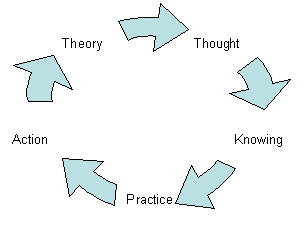 Theory
Thought
Action
Knowing
Practice